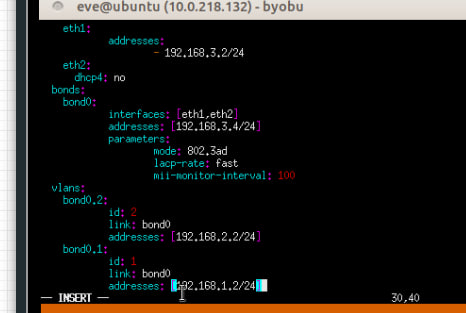 eve@ubuntu (10.0.218.132) - byobu
eth1:
addresses:
- 192.168.3.2/24
eth2:
dhcp4: no
bonds:
bond0:
interfaces: [eth1,eth2]
addresses: [192.168.3.4/24]
parameters:
mode: 802.3ad
lacp-rate: fast
mii-monitor-interval: 100
vlans:
bond0.2:
id: 2
link: bond0
addresses: [192.168.2.2/24]
bond0.1:
id: 1
link: bond0
addresses: [192.168.1.2/24]
-- INSERT -- 30,40